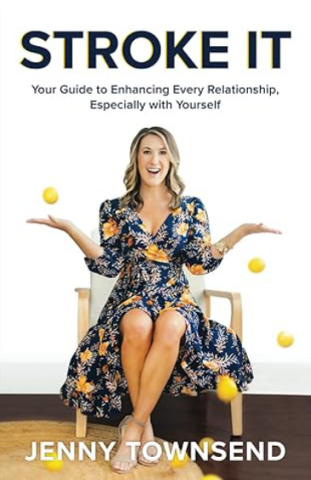 STROKE IT
Your Guide to Enhancing Every Relationship,
Especially with Yourself
JENNY TOWNSEND